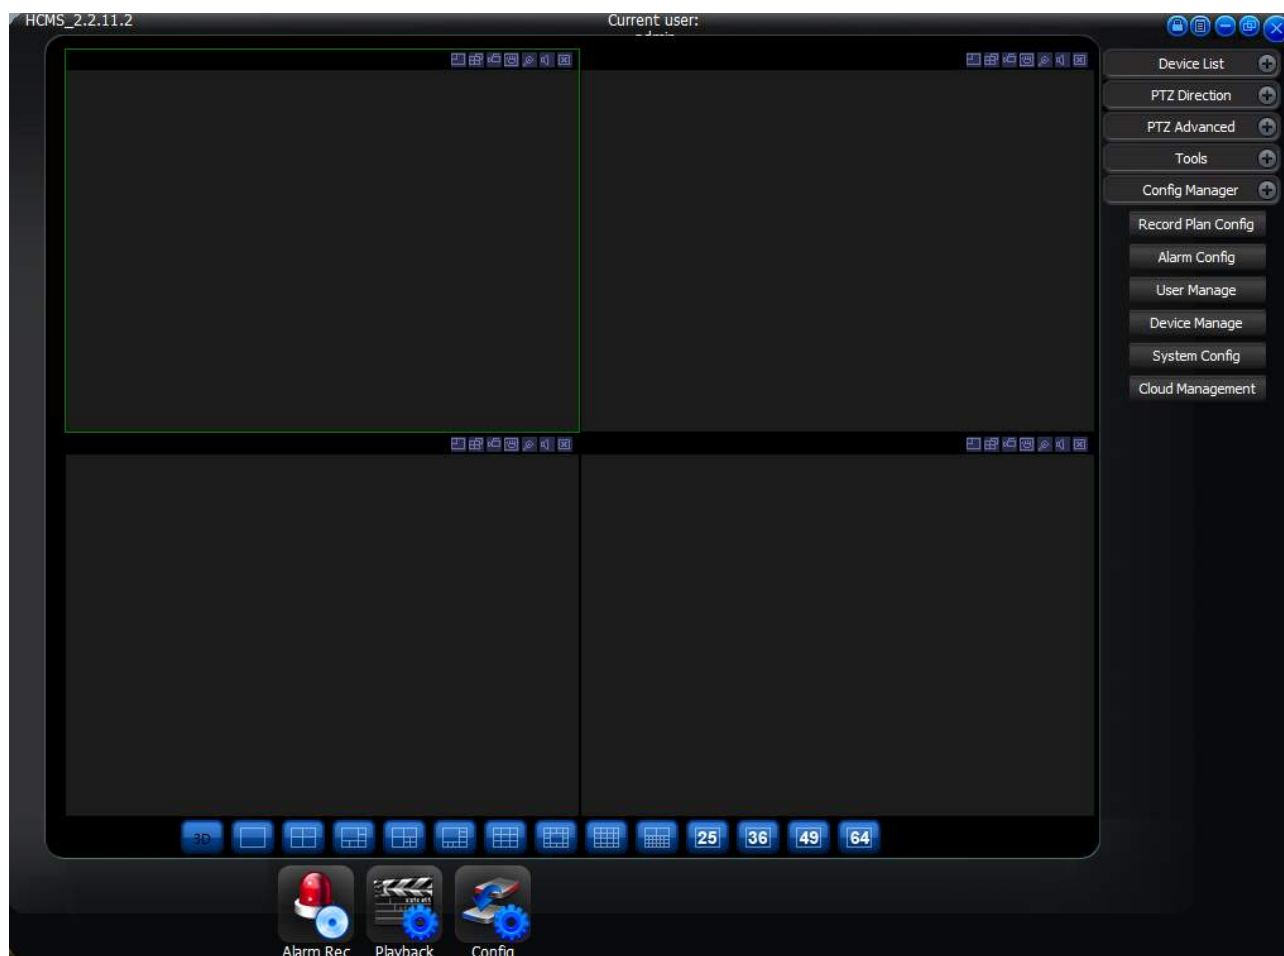 HCMS_2.2.11.2
Current user:
admin
Device List
PTZ Direction
PTZ Advanced
Tools
Config Manager
Record Plan Config
Alarm Config
User Manage
Device Manage
System Config
Cloud Management
3D
25
36
49
64
Alarm Rec
Playback
Config